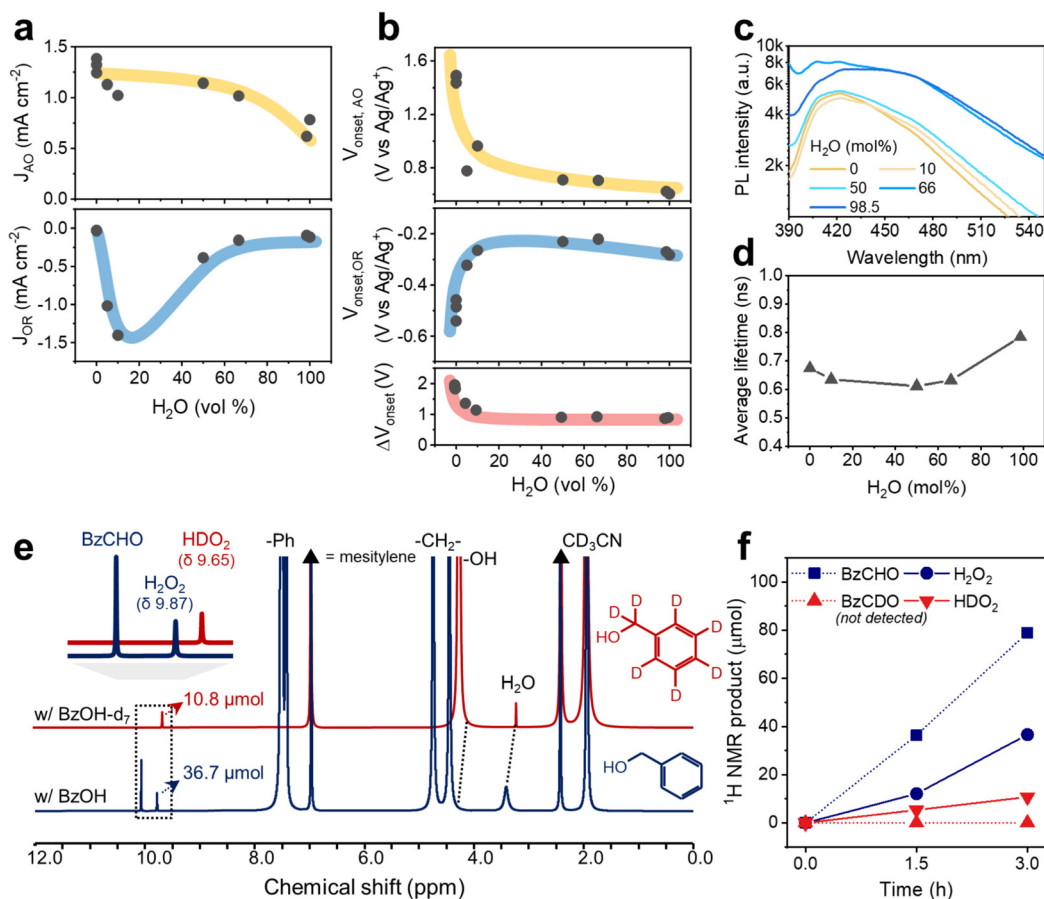 a
J_AO (mA cm⁻²)
1.5
1.0
0.5
0.0
J_OR (mA cm⁻²)
0.00
-0.5
-1.0
-1.5
0 20 40 60 80 100
H₂O (vol %)
b
V_onset, AO
(V vs Ag/Ag⁺)
1.6
1.2
0.8
V_onset,OR
(V vs Ag/Ag⁺)
-0.2
-0.4
-0.6
ΔV_onset (V)
2
1
0
0 20 40 60 80 100
H₂O (vol %)
c
PL intensity (a.u.)
10k
8k
4k
2k
H₂O (mol%)
0 10
50 66
98.5
390 420 450 480 510 540
Wavelength (nm)
d
Average lifetime (ns)
1.0
0.9
0.8
0.7
0.6
0.5
0.4
0 20 40 60 80 100
H₂O (mol%)
e
BzCHO
HDO₂
(δ 9.65)
H₂O₂
(δ 9.87)
-Ph
= mesitylene
-CH₂-
-OH
CD₃CN
D
D
D
D
D
D
D
HO
H₂O
10.8 μmol
w/ BzOH-d₇
36.7 μmol
w/ BzOH
HO
12.0 10.0 8.0 6.0 4.0 2.0 0.0
Chemical shift (ppm)
f
¹H NMR product (μmol)
100
80
60
40
20
0
BzCHO H₂O₂
BzCDO HDO₂
(not detected)
0.0 1.5 3.0
Time (h)